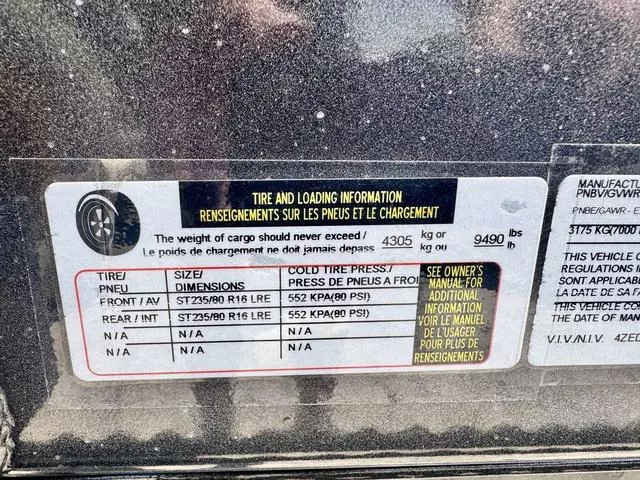 TIRE AND LOADING INFORMATION
RENSEIGNEMENTS SUR LES PNEUS ET LE CHARGEMENT
The weight of cargo should never exceed / 4305 kg or 9490 lbs
Le poids de chargement ne doit jamais depass kg ou lb
TIRE/ SIZE/ COLD TIRE PRESS./
PNEU DIMENSIONS PRESS DE PNEUS A FROI
FRONT / AV ST235/80 R16 LRE 552 KPA(80 PSI)
REAR / INT ST235/80 R16 LRE 552 KPA(80 PSI)
N / A N / A N / A
N / A N / A N / A
SEE OWNER'S
MANUAL FOR
ADDITIONAL
INFORMATION
VOIR LE MANUEL
DE L'USAGER
POUR PLUS DE
RENSEIGNEMENTS
MANUFACTU
PNBV/GVWR
PNBE/GAWR - E
3175 KG(7000
THIS VEHICLE
REGULATIONS I
SONT APPLICAB
LA DATE DE SA FA
THIS VEHICLE CO
THE DATE OF MAN
V.I.V./N.I.V. 4ZED